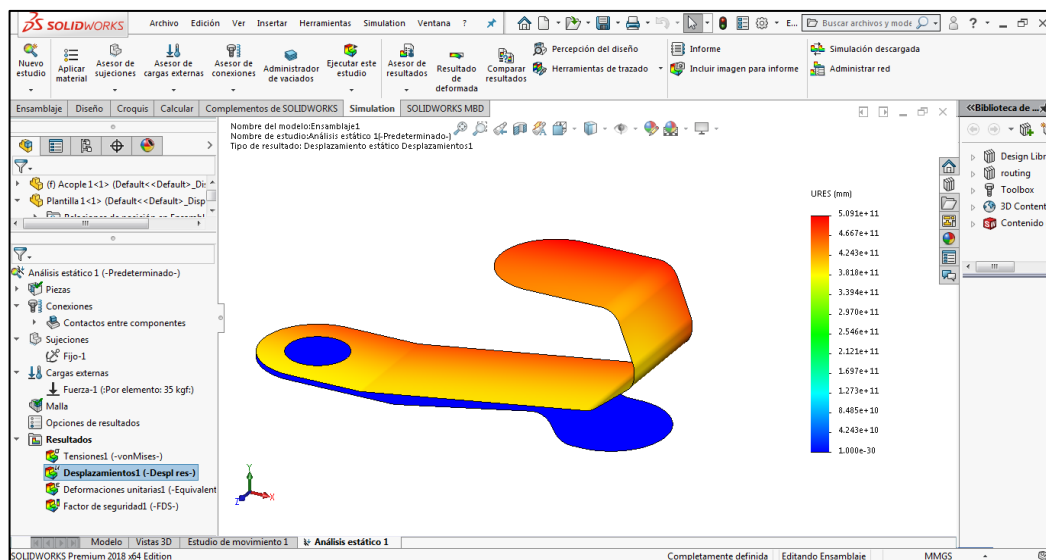 SOLIDWORKS
Archivo Edición Ver Insertar Herramientas Simulation Ventana ?
E... Buscar archivos y mode
Nuevo estudio
Aplicar material
Asesor de sujeciones
Asesor de cargas externas
Asesor de conexiones
Administrador de vaciados
Ejecutar este estudio
Asesor de resultados
Resultado de deformada
Comparar resultados
Percepción del diseño
Herramientas de trazado
Informe
Incluir imagen para informe
Simulación descargada
Administrar red
Ensamblaje Diseño Croquis Calcular Complementos de SOLIDWORKS Simulation SOLIDWORKS MBD
Nombre del modelo:Ensamblaje1
Nombre de estudio:Análisis estático 1(-Predeterminado-)
Tipo de resultado: Desplazamiento estático Desplazamientos1
(f) Acople 1<1> (Default<<Default>_Di
Plantilla 1<1> (Default<<Default>_Disp
Análisis estático 1 (-Predeterminado-)
Piezas
Conexiones
Contactos entre componentes
Sujeciones
Fijo-1
Cargas externas
Fuerza-1 (:Por elemento: 35 kgf:)
Malla
Opciones de resultados
Resultados
Tensiones1 (-vonMises-)
Desplazamientos1 (-Despl res-)
Deformaciones unitarias1 (-Equivalent
Factor de seguridad1 (-FDS-)
URES (mm)
5.091e+11
4.667e+11
4.243e+11
3.818e+11
3.394e+11
2.970e+11
2.546e+11
2.121e+11
1.697e+11
1.273e+11
8.485e+10
4.243e+10
1.000e-30
Y
X
Z
<<Biblioteca de ...
Design Libr
routing
Toolbox
3D Content
Contenido
Modelo Vistas 3D Estudio de movimiento 1 Análisis estático 1
SOLIDWORKS Premium 2018 x64 Edition
Completamente definida Editando Ensamblaje MMGS